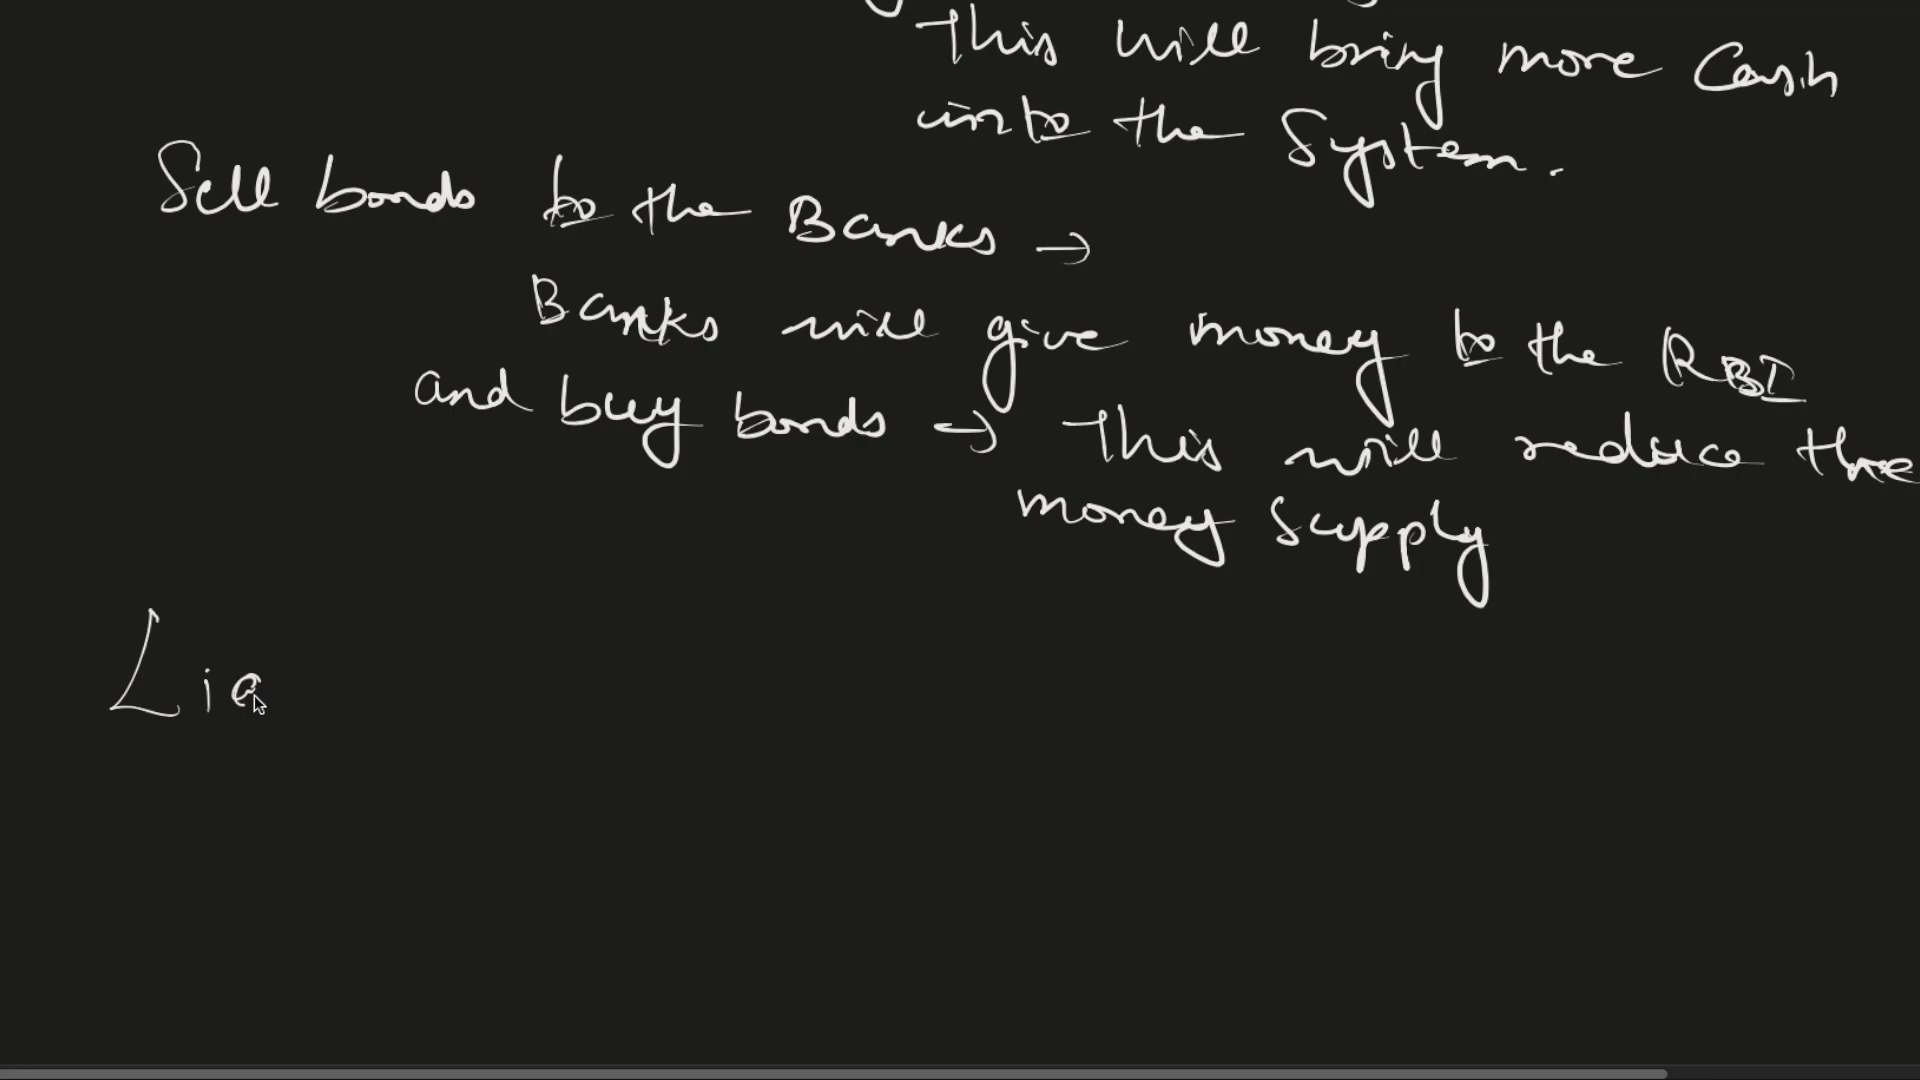 This will bring more Cash
into the System.
Sell bonds to the Banks →
Banks will give money to the RBI
and buy bonds → This will reduce the
money supply